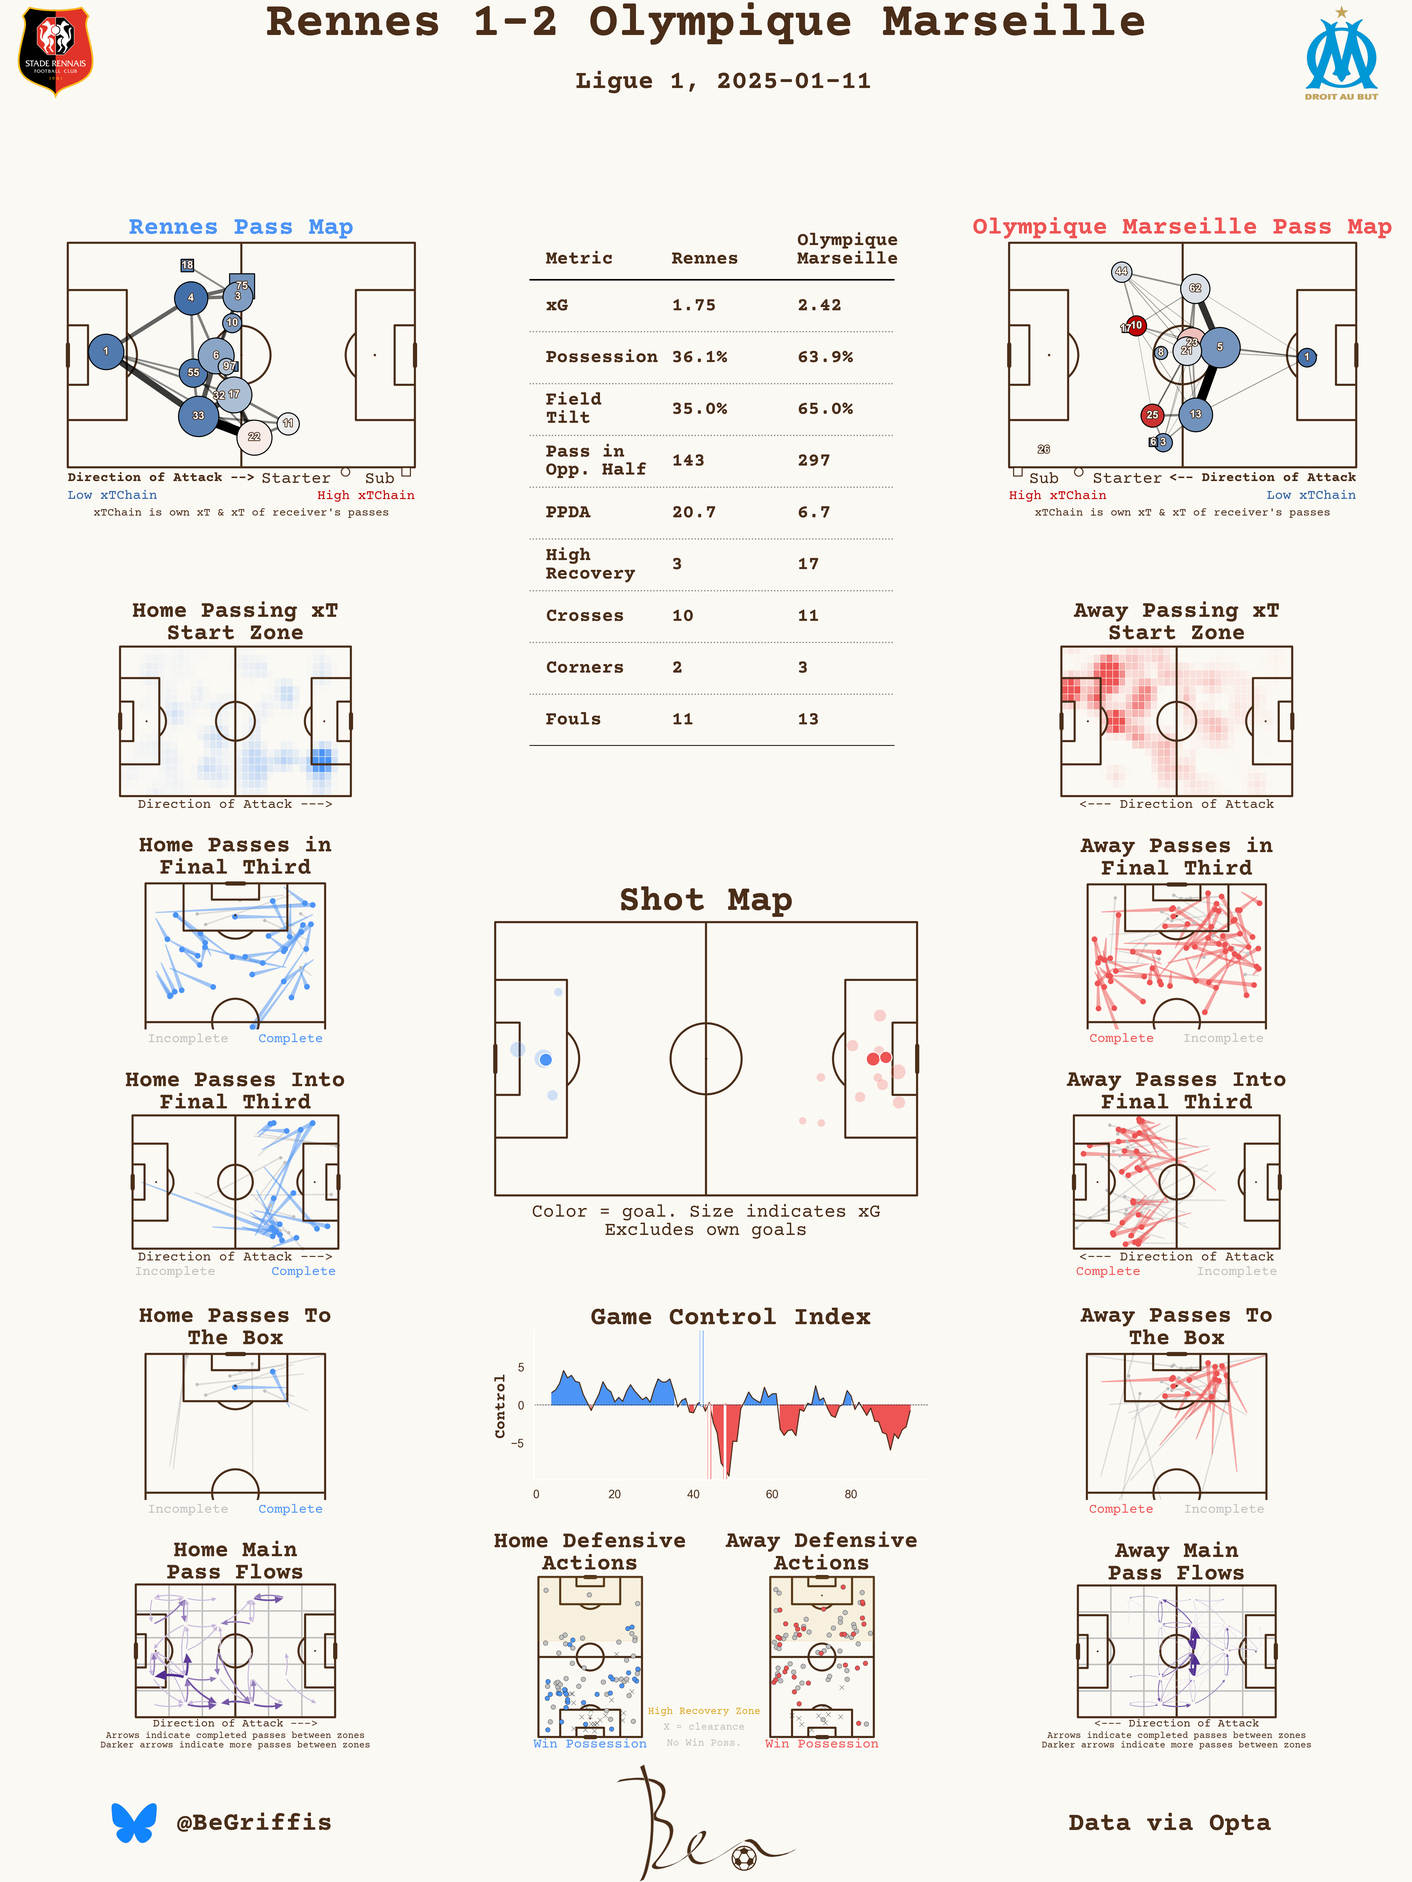 Rennes 1-2 Olympique Marseille
Ligue 1, 2025-01-11
STADE RENNAIS
FOOTBALL CLUB
1901
DROIT AU BUT
Rennes Pass Map
18
75
4
3
10
1
6
97
55
32
17
33
11
22
Direction of Attack --> Starter Sub
Low xTChain High xTChain
xTChain is own xT & xT of receiver's passes
Metric Rennes Olympique
Marseille
xG 1.75 2.42
Possession 36.1% 63.9%
Field
Tilt 35.0% 65.0%
Pass in
Opp. Half 143 297
PPDA 20.7 6.7
High
Recovery 3 17
Crosses 10 11
Corners 2 3
Fouls 11 13
Olympique Marseille Pass Map
44
62
17
10
23
8
21
5
1
25
13
6
3
26
Sub Starter <-- Direction of Attack
High xTChain Low xTChain
xTChain is own xT & xT of receiver's passes
Home Passing xT
Start Zone
Direction of Attack --->
Away Passing xT
Start Zone
<--- Direction of Attack
Home Passes in
Final Third
Incomplete Complete
Away Passes in
Final Third
Complete Incomplete
Shot Map
Color = goal. Size indicates xG
Excludes own goals
Home Passes Into
Final Third
Direction of Attack --->
Incomplete Complete
Away Passes Into
Final Third
<--- Direction of Attack
Complete Incomplete
Home Passes To
The Box
Incomplete Complete
Game Control Index
Control
5
0
−5
0 20 40 60 80
Away Passes To
The Box
Complete Incomplete
Home Main
Pass Flows
Direction of Attack --->
Arrows indicate completed passes between zones
Darker arrows indicate more passes between zones
Home Defensive
Actions
Win Possession
Away Defensive
Actions
Win Possession
High Recovery Zone
X = clearance
No Win Poss.
Away Main
Pass Flows
<--- Direction of Attack
Arrows indicate completed passes between zones
Darker arrows indicate more passes between zones
@BeGriffis
Ben
Data via Opta